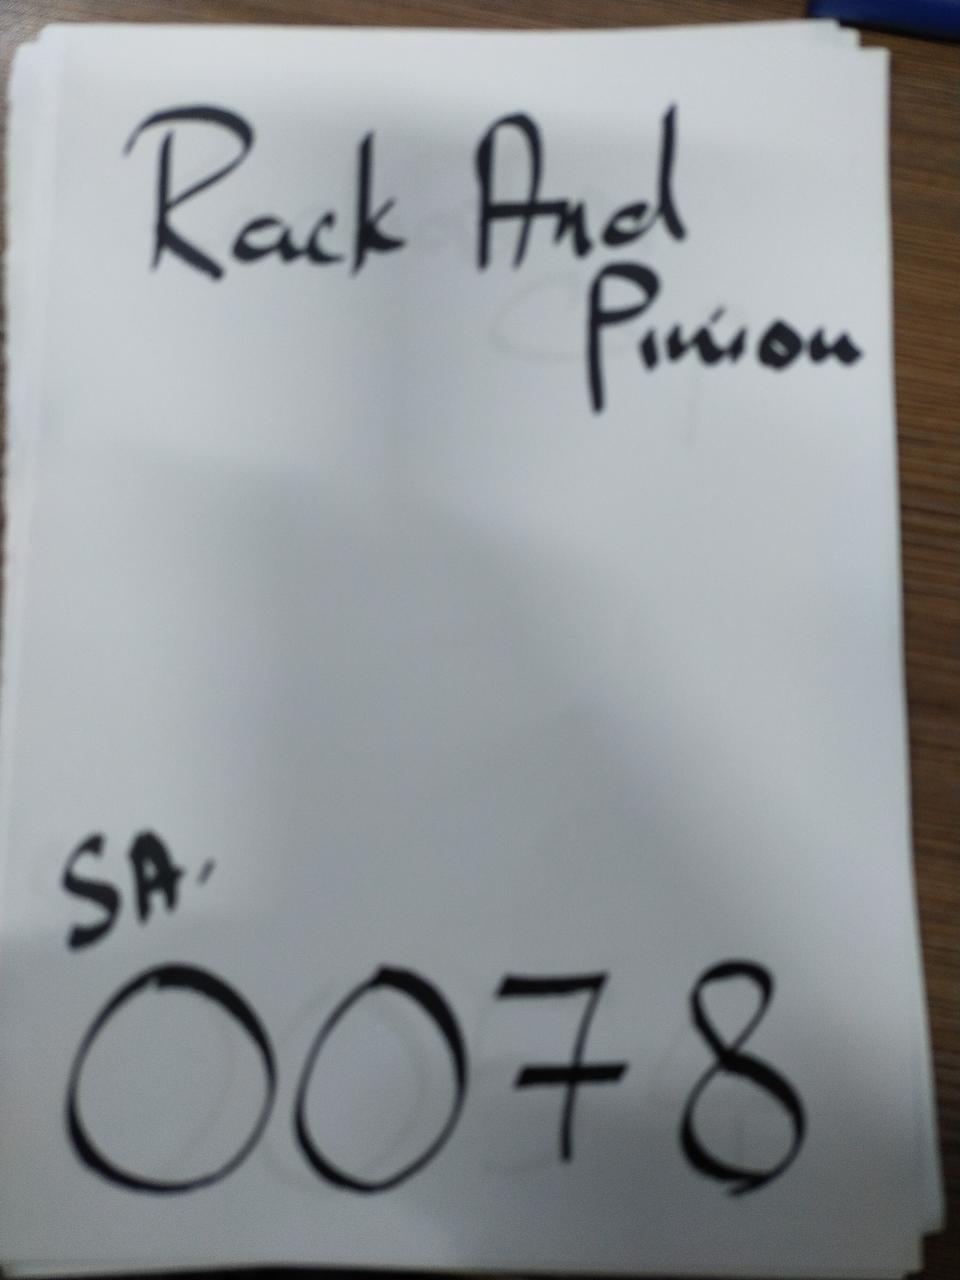 Rack And
Pinion
SA.
0078